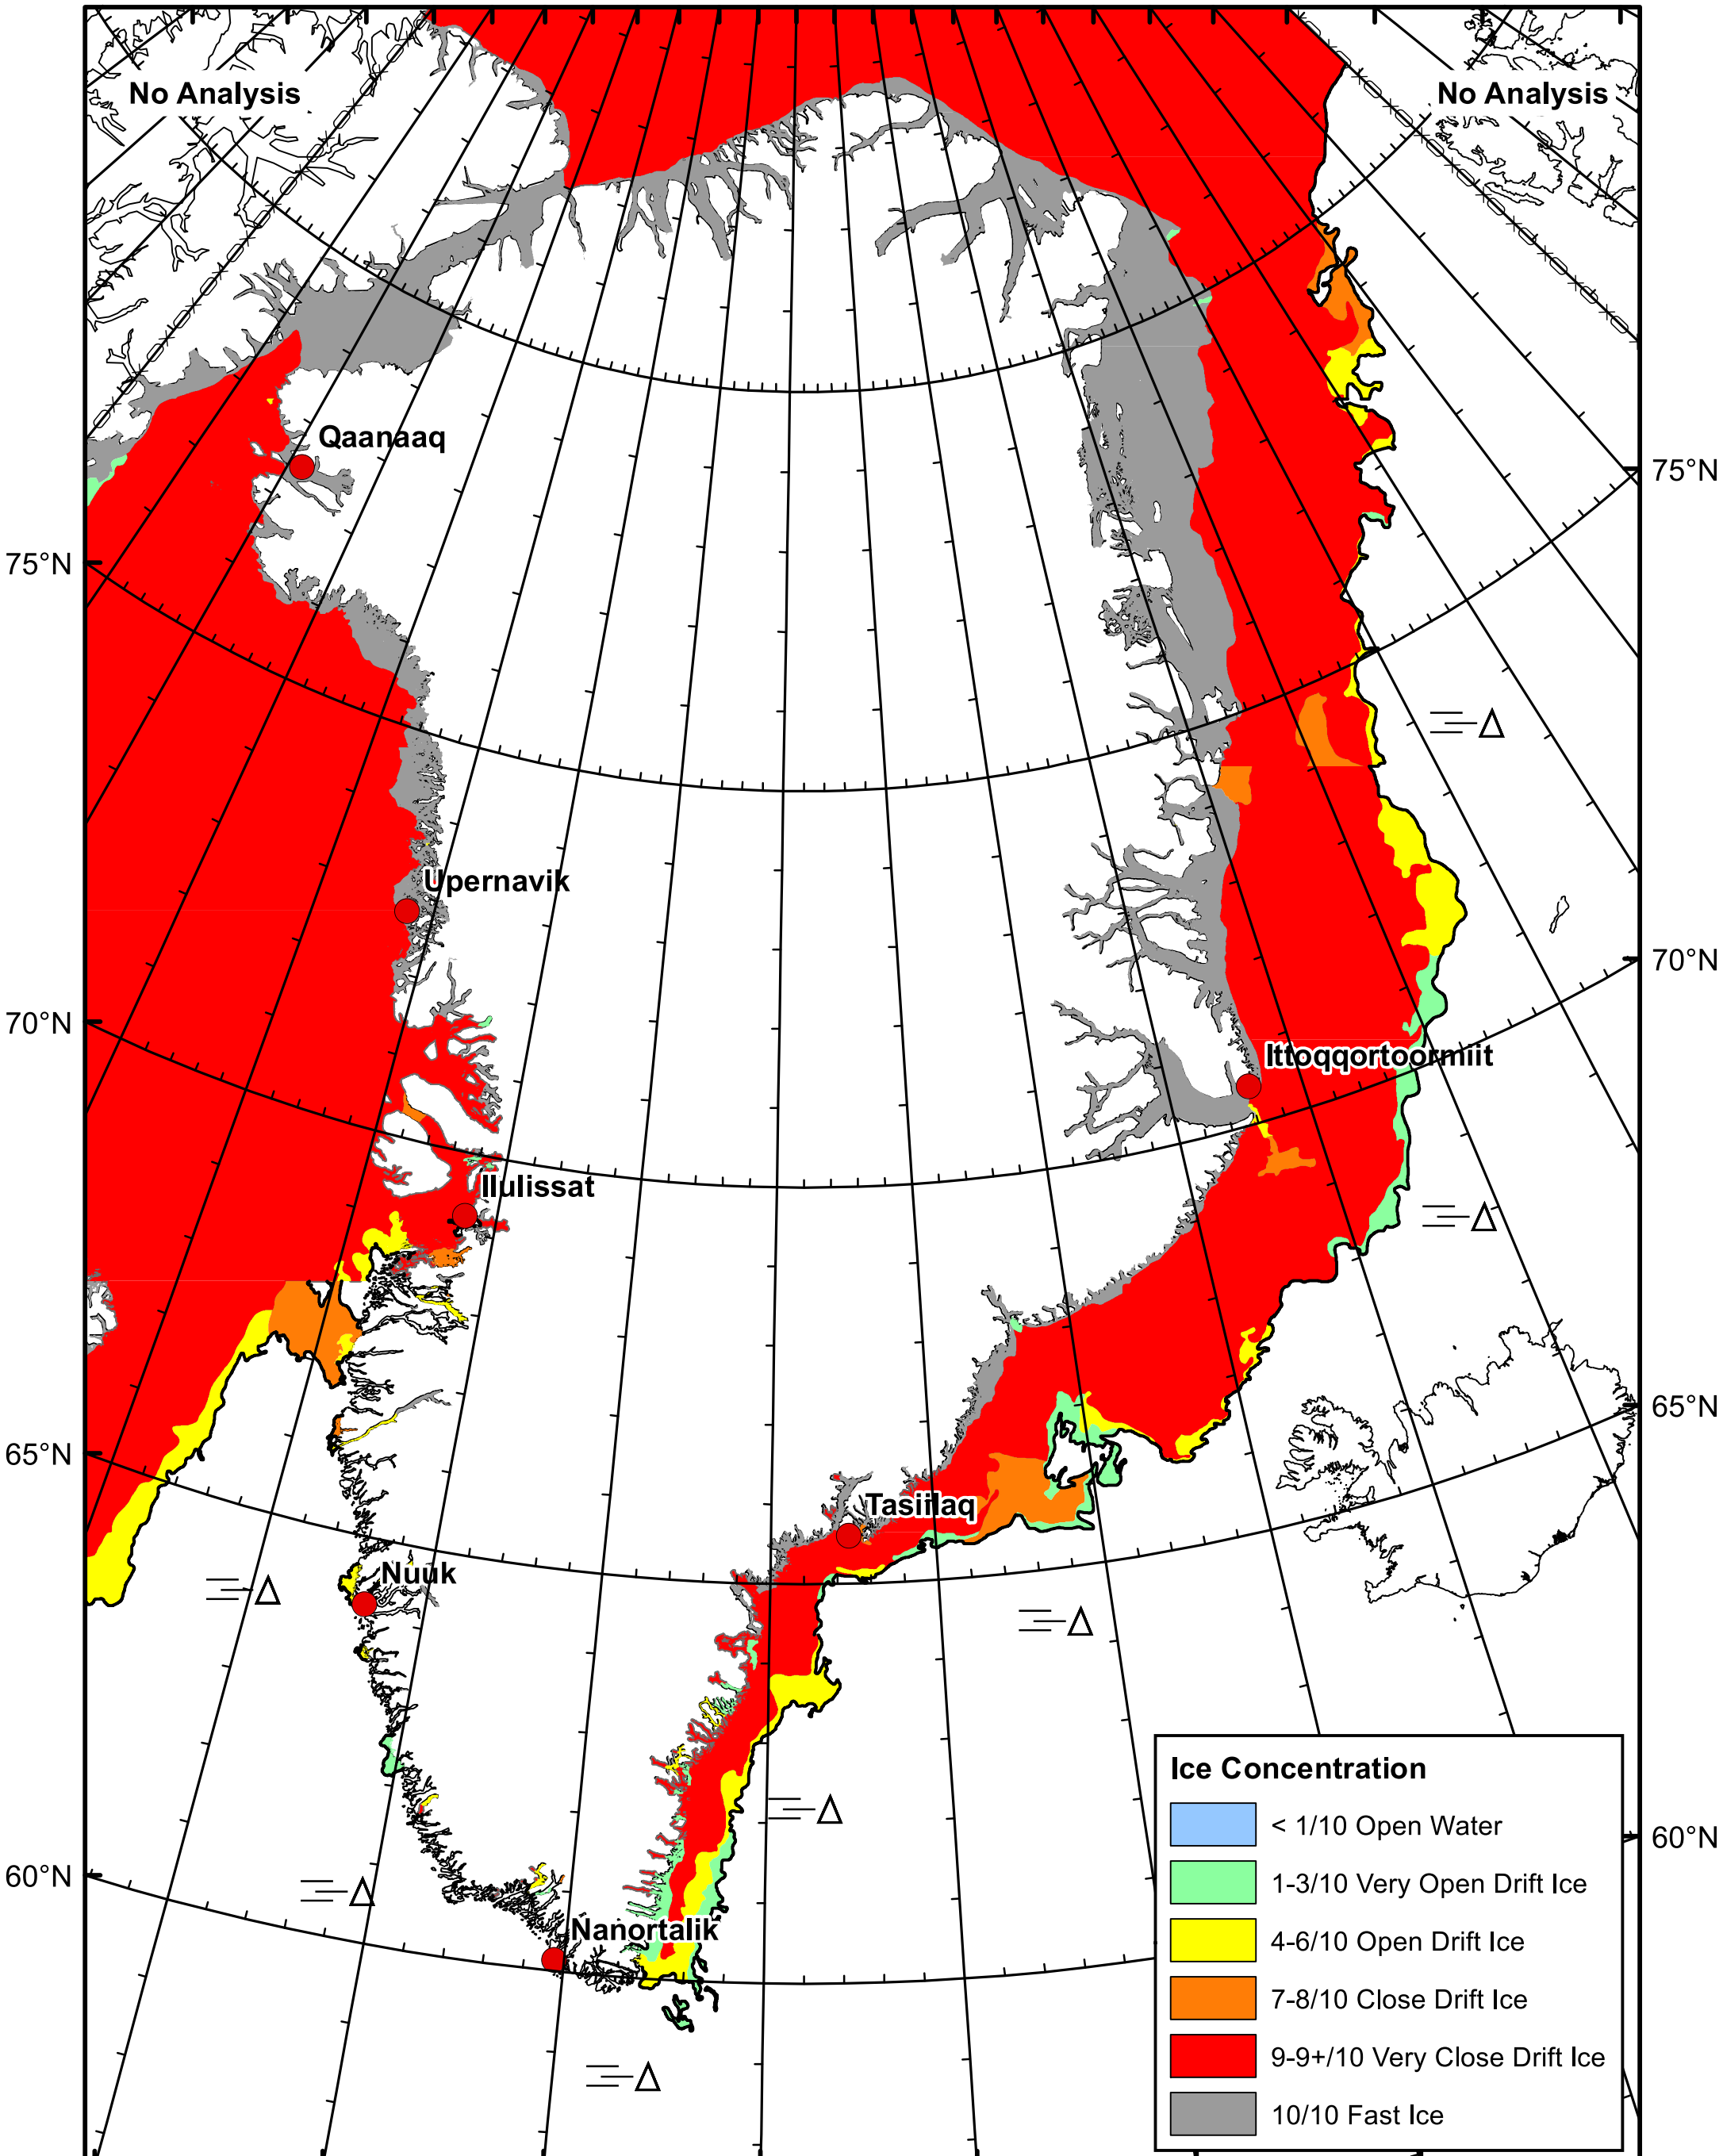 No Analysis
No Analysis
Qaanaaq
75°N
75°N
Upernavik
70°N
70°N
Ittoqqortoormiit
Ilulissat
65°N
65°N
Tasiilaq
Nuuk
60°N
60°N
Nanortalik
Ice Concentration
< 1/10 Open Water
1-3/10 Very Open Drift Ice
4-6/10 Open Drift Ice
7-8/10 Close Drift Ice
9-9+/10 Very Close Drift Ice
10/10 Fast Ice